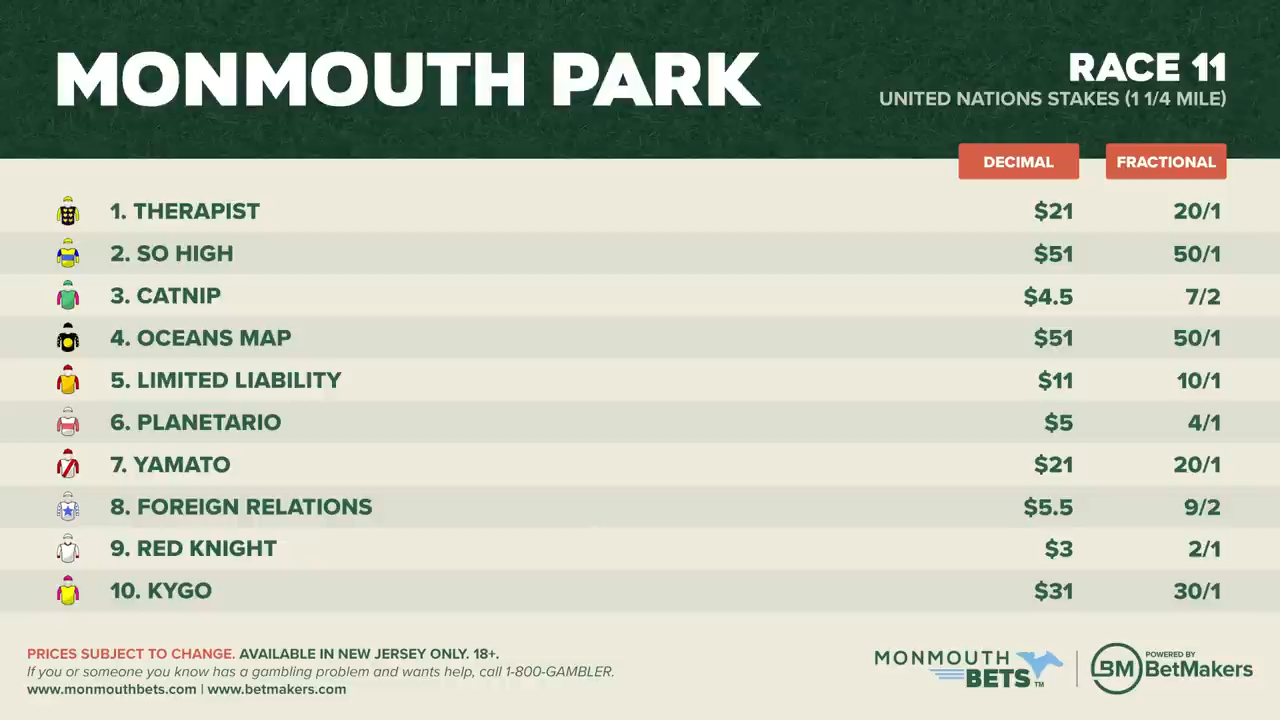 MONMOUTH PARK
RACE 11
UNITED NATIONS STAKES (1 1/4 MILE)
DECIMAL FRACTIONAL
1. THERAPIST $21 20/1
2. SO HIGH $51 50/1
3. CATNIP $4.5 7/2
4. OCEANS MAP $51 50/1
5. LIMITED LIABILITY $11 10/1
6. PLANETARIO $5 4/1
7. YAMATO $21 20/1
8. FOREIGN RELATIONS $5.5 9/2
9. RED KNIGHT $3 2/1
10. KYGO $31 30/1
PRICES SUBJECT TO CHANGE. AVAILABLE IN NEW JERSEY ONLY. 18+.
If you or someone you know has a gambling problem and wants help, call 1-800-GAMBLER.
www.monmouthbets.com | www.betmakers.com
MONMOUTH
BETS™
BM
POWERED BY
BetMakers